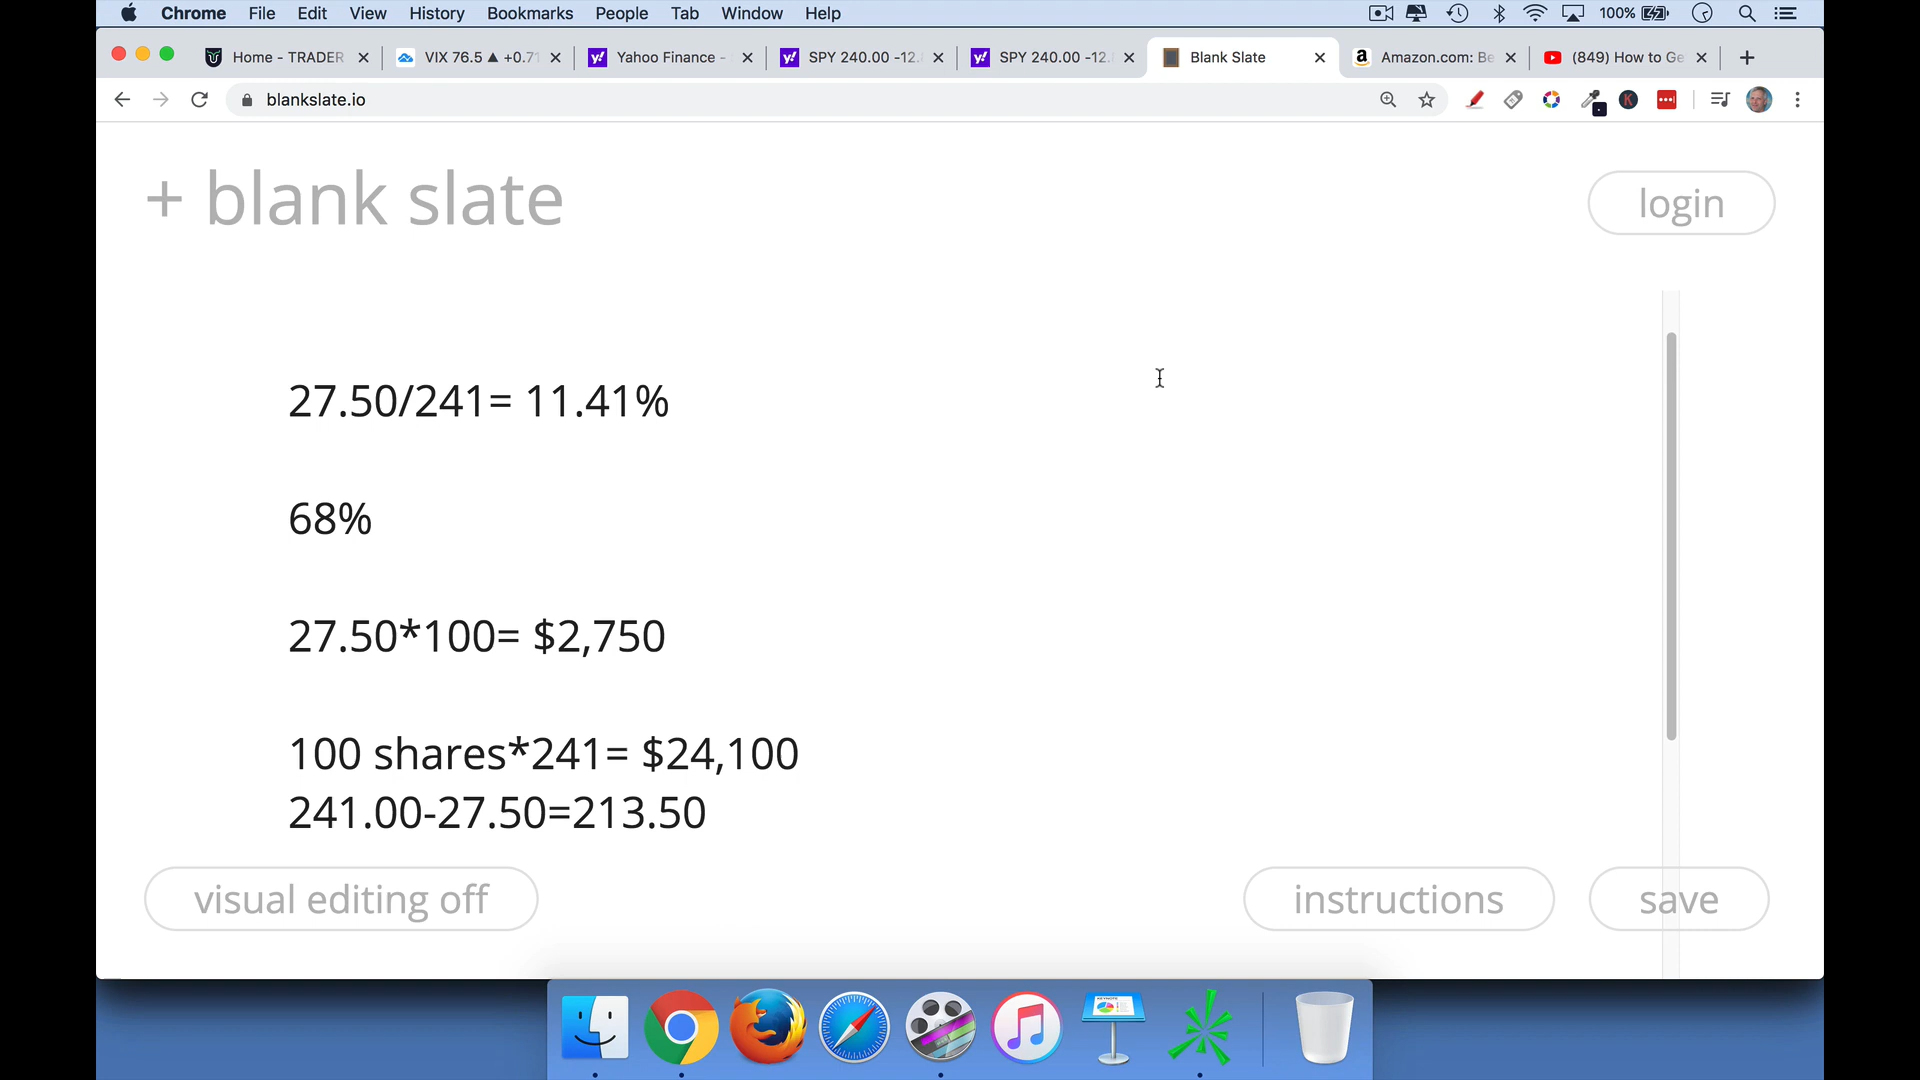 Chrome File Edit View History Bookmarks People Tab Window Help 100%
Home - TRADER VIX 76.5 ▲ +0.71 Yahoo Finance - SPY 240.00 -12. SPY 240.00 -12. Blank Slate Amazon.com: Be (849) How to Ge
blankslate.io
+ blank slate
login
27.50/241= 11.41%
68%
27.50*100= $2,750
100 shares*241= $24,100
241.00-27.50=213.50
visual editing off
instructions
save
KEYNOTE